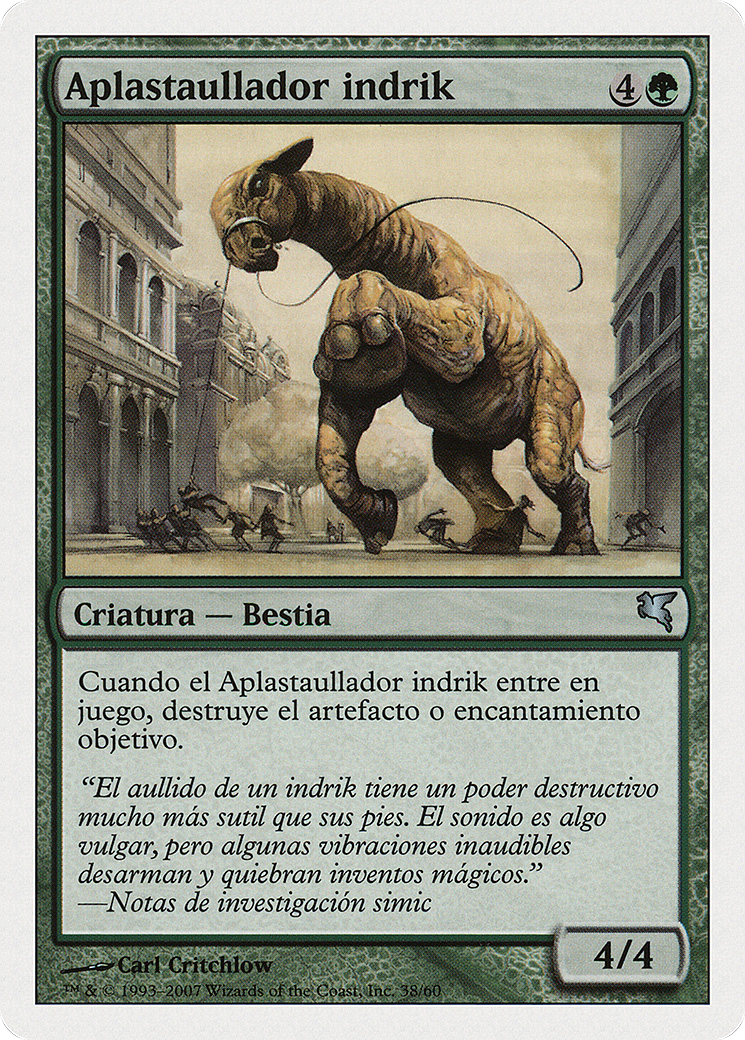 Aplastaullador indrik 4
Criatura — Bestia
Cuando el Aplastaullador indrik entre en
juego, destruye el artefacto o encantamiento
objetivo.
“El aullido de un indrik tiene un poder destructivo
mucho más sutil que sus pies. El sonido es algo
vulgar, pero algunas vibraciones inaudibles
desarman y quiebran inventos mágicos.”
—Notas de investigación simic
4/4
Carl Critchlow
™ & © 1993–2007 Wizards of the Coast, Inc. 38/60